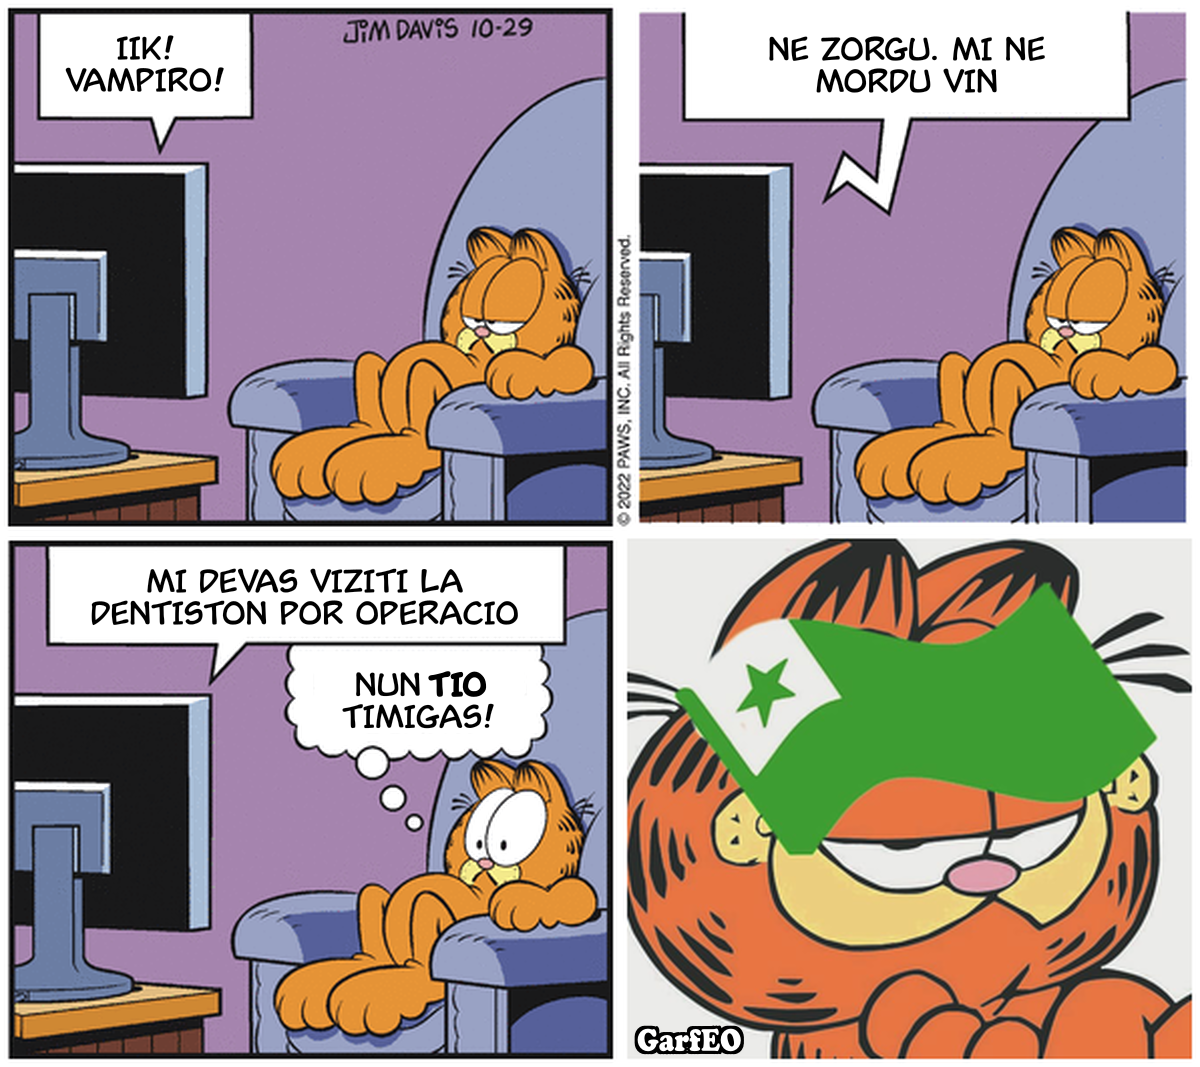 IIK!
VAMPIRO!
JIM DAVIS 10-29
NE ZORGU. MI NE
MORDU VIN
© 2022 PAWS, INC. All Rights Reserved.
MI DEVAS VIZITI LA
DENTISTON POR OPERACIO
NUN TIO
TIMIGAS!
GarfEO